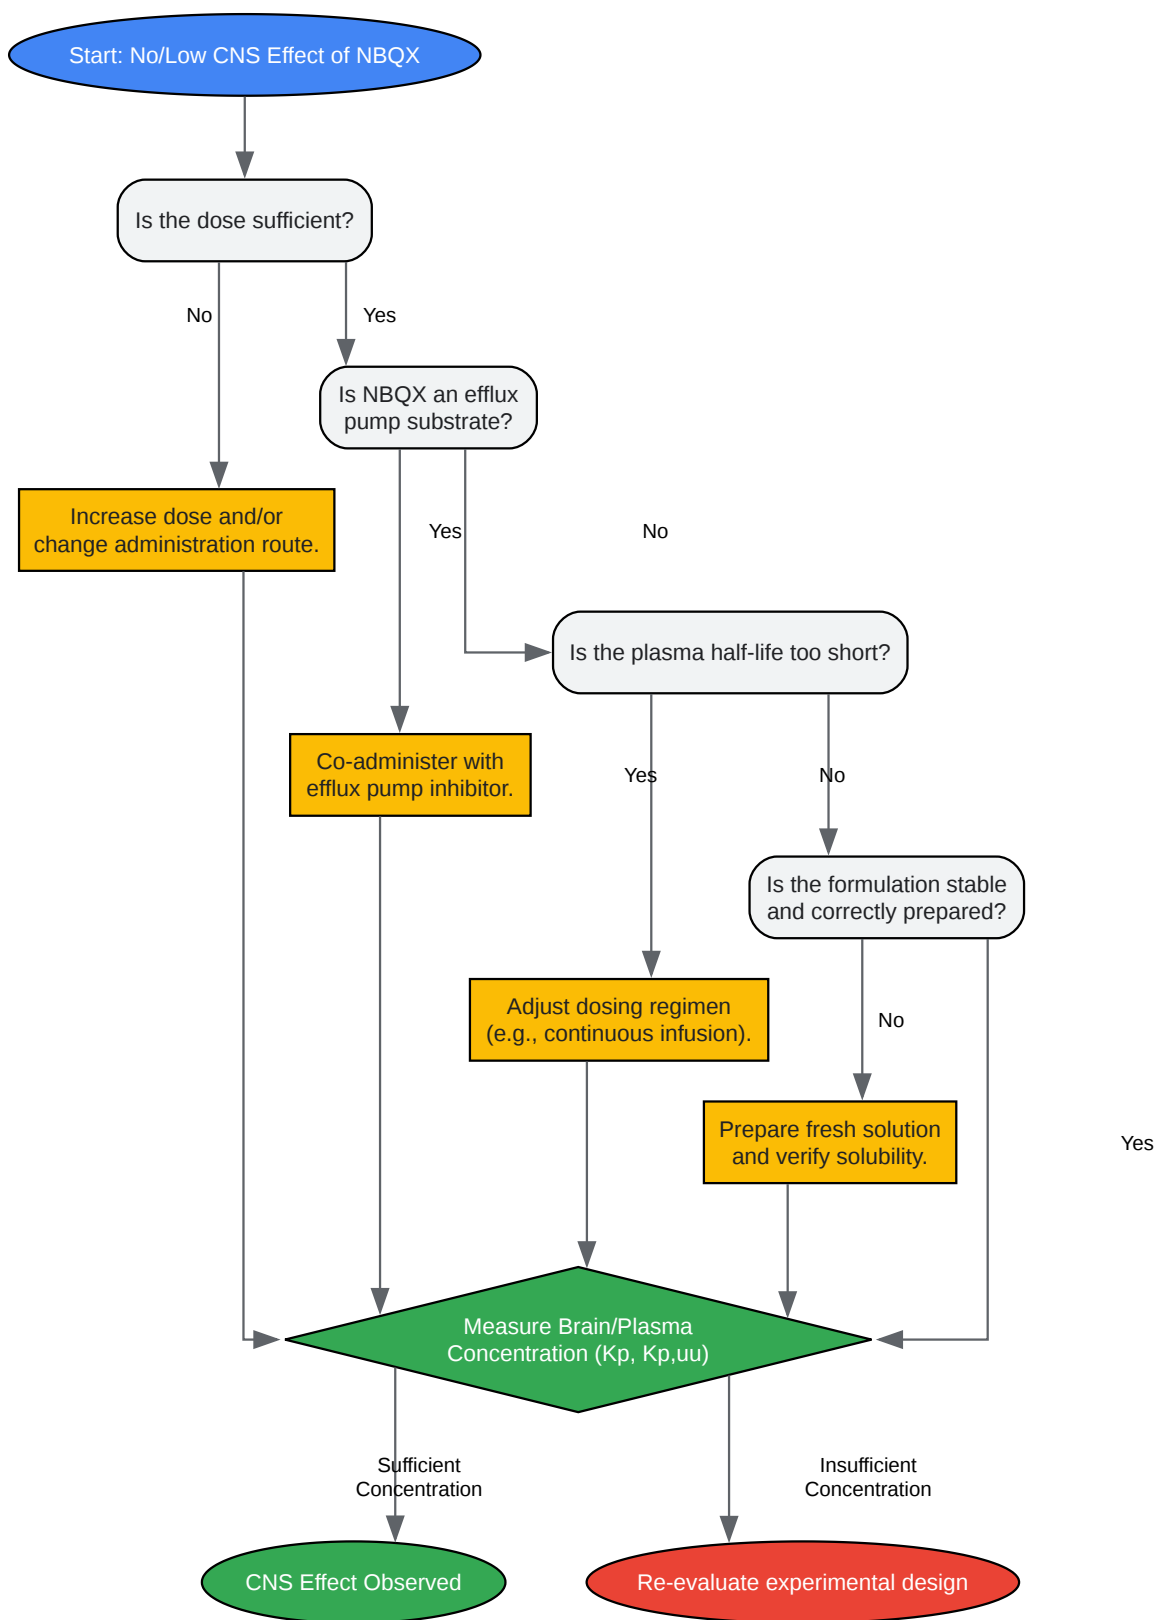 Start: No/Low CNS Effect of NBQX
Is the dose sufficient?
No
Yes
Is NBQX an efflux
pump substrate?
Increase dose and/or
change administration route.
Yes
No
Is the plasma half-life too short?
Co-administer with
efflux pump inhibitor.
Yes
No
Is the formulation stable
and correctly prepared?
Adjust dosing regimen
(e.g., continuous infusion).
No
Prepare fresh solution
and verify solubility.
Yes
Measure Brain/Plasma
Concentration (Kp, Kp,uu)
Sufficient
Concentration
Insufficient
Concentration
CNS Effect Observed
Re-evaluate experimental design